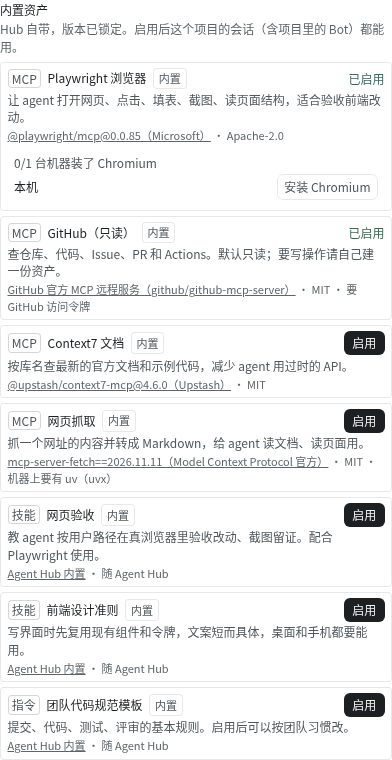 内置资产
Hub 自带，版本已锁定。启用后这个项目的会话（含项目里的 Bot）都能
用。
MCP Playwright 浏览器 内置 已启用
让 agent 打开网页、点击、填表、截图、读页面结构，适合验收前端改
动。
@playwright/mcp@0.0.85（Microsoft） · Apache-2.0
0/1 台机器装了 Chromium
本机 安装 Chromium
MCP GitHub（只读） 内置 已启用
查仓库、代码、Issue、PR 和 Actions。默认只读；要写操作请自己建
一份资产。
GitHub 官方 MCP 远程服务（github/github-mcp-server） · MIT · 要
GitHub 访问令牌
MCP Context7 文档 内置 启用
按库名查最新的官方文档和示例代码，减少 agent 用过时的 API。
@upstash/context7-mcp@4.6.0（Upstash） · MIT
MCP 网页抓取 内置 启用
抓一个网址的内容并转成 Markdown，给 agent 读文档、读页面用。
mcp-server-fetch==2026.11.11（Model Context Protocol 官方） · MIT ·
机器上要有 uv（uvx）
技能 网页验收 内置 启用
教 agent 按用户路径在真浏览器里验收改动、截图留证。配合
Playwright 使用。
Agent Hub 内置 · 随 Agent Hub
技能 前端设计准则 内置 启用
写界面时先复用现有组件和令牌，文案短而具体，桌面和手机都要能
用。
Agent Hub 内置 · 随 Agent Hub
指令 团队代码规范模板 内置 启用
提交、代码、测试、评审的基本规则。启用后可以按团队习惯改。
Agent Hub 内置 · 随 Agent Hub